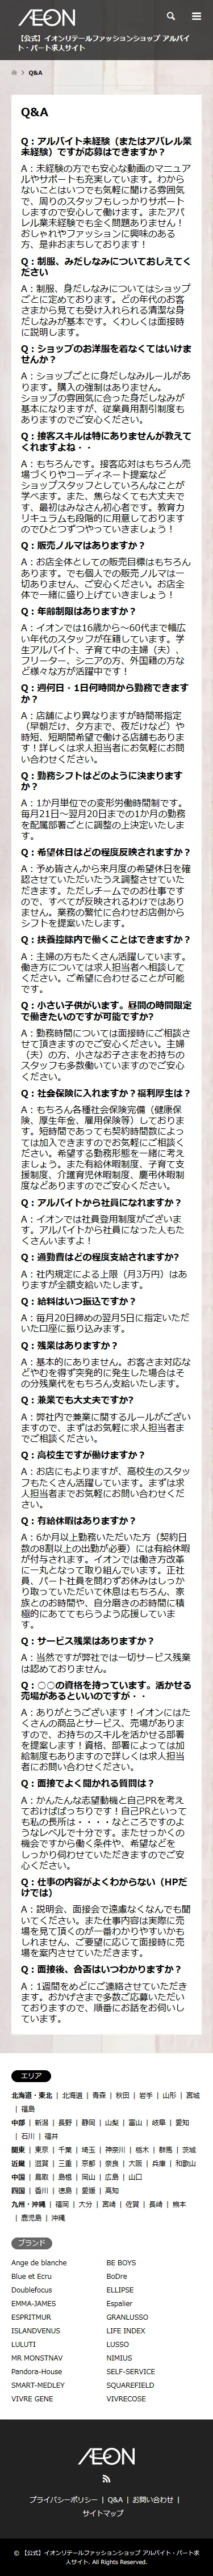 ÆON
【公式】イオンリテールファッションショップ アルバイ
ト・パート求人サイト
Q&A
Q&A
Q：アルバイト未経験（またはアパレル業
未経験）ですが応募はできますか？
A：未経験の方でも安心な動画のマニュア
ルやサポートも充実しています。わから
ないことはいつでも気軽に聞ける雰囲気
で、周りのスタッフもしっかりサポート
しますので安心して働けます。またアパ
レル業未経験でも全く問題ありません！
おしゃれやファッションに興味のある
方、是非おまちしております！
Q：制服、みだしなみについておしえてく
ださい
A：制服、身だしなみについてはショップ
ごとに定めております。どの年代のお客
さまから見ても受け入れられる清潔な身
だしなみが基本です。くわしくは面接時
に説明します。
Q：ショップのお洋服を着なくてはいけま
せんか？
A：ショップごとに身だしなみルールがあ
ります。購入の強制はありません。
ショップの雰囲気に合った身だしなみが
基本になりますが、従業員用割引制度も
ありますのでご安心ください。
Q：接客スキルは特にありませんが教えて
くれますよね・・
A：もちろんです。接客応対はもちろん売
場づくりやコーディネート提案など
ショップスタッフとしていろんなことが
学べます。また、焦らなくても大丈夫で
す、最初はみなさん初心者です。教育カ
リキュラムも段階的に用意しております
のでひとつずつやっていきましょう！
Q：販売ノルマはありますか？
A：お店全体としての販売目標はもちろん
あります。でも個人での販売ノルマは一
切ありません、ご安心ください。お店全
体で一緒に盛り上げていきましょう！
Q：年齢制限はありますか？
A：イオンでは16歳から～60代まで幅広
い年代のスタッフが在籍しています。学
生アルバイト、子育て中の主婦（夫）、
フリーター、シニアの方、外国籍の方な
ど様々な方が活躍中です！
Q：週何日・1日何時間から勤務できます
か？
A：店舗により異なりますが時間帯指定
（早朝だけ、夕方まで、夜だけなど）や
時短、短期間希望で働ける店舗もありま
す！詳しくは求人担当者にお気軽にお問
い合わせください。
Q：勤務シフトはどのように決まります
か？
A：1か月単位での変形労働時間制です。
毎月21日～翌月20日までの1か月の勤務
を配属部署ごとに調整の上決定いたしま
す。
Q：希望休日はどの程度反映されますか？
A：予め皆さんから来月度の希望休日を確
認させていただいたうえ調整させていた
だきます。ただしチームでのお仕事です
ので、すべてが反映されるわけではあり
ません。業務の繁忙に合わせお店側から
シフトを提案いたします。
Q：扶養控除内で働くことはできますか？
A：主婦の方もたくさん活躍しています。
働き方については求人担当者へ相談して
ください。ご希望に合わせることが可能
です。
Q：小さい子供がいます。昼間の時間限定
で働きたいのですが可能ですか？
A：勤務時間については面接時にご相談さ
せて頂きますのでご安心ください。主婦
（夫）の方、小さなお子さまをお持ちの
スタッフも多数働いていますのでご安心
ください。
Q：社会保険に入れますか？福利厚生は？
A：もちろん各種社会保険完備（健康保
険、厚生年金、雇用保険等）しておりま
す。短時間であっても契約時間数によっ
ては加入できますのでお気軽にご相談く
ださい。希望する勤務形態を一緒に考え
ましょう。また有給休暇制度、子育て支
援制度、介護育児休暇制度、慶弔休暇制
度などありますのでご安心ください。
Q：アルバイトから社員になれますか？
A：イオンでは社員登用制度がございま
す。アルバイトから社員になった人もた
くさんいますよ！
Q：通勤費はどの程度支給されますか？
A：社内規定による上限（月3万円）はあ
りますが全額支給いたします。
Q：給料はいつ振込ですか？
A：毎月20日締めの翌月5日に指定いただ
いた口座に振り込みます。
Q：残業はありますか？
A：基本的にありません。お客さま対応な
どやむを得ず突発的に発生した場合はそ
の分残業代をもちろん支給いたします。
Q：兼業でも大丈夫ですか？
A：弊社内で兼業に関するルールがござい
ますので、まずはお気軽に求人担当者ま
でご相談ください。
Q：高校生ですが働けますか？
A：お店にもよりますが、高校生のスタッ
フもたくさん活躍しています。まずは求
人担当者までお気軽にお問い合わせくだ
さい。
Q：有給休暇はありますか？
A：6か月以上勤務いただいた方（契約日
数の8割以上の出勤が必要）には有給休暇
が付与されます。イオンでは働き方改革
に一丸となって取り組んでいます。正社
員、パート社員を問わずお休みはしっか
り取っていただいて休息はもちろん、家
族とのお時間や、自分磨きのお時間に積
極的にあててもらうよう応援していま
す。
Q：サービス残業はありますか？
A：当然ですが弊社では一切サービス残業
は認めておりません。
Q：○○の資格を持っています。活かせる
売場があるといいのですが・・
A：ありがとうございます！イオンにはた
くさんの商品とサービス、売場があります
ので、お持ちのスキルを活かせる部署
を提案します！資格、部署によっては加
給制度もありますので詳しくは求人担当
者にお問い合わせください。
Q：面接でよく聞かれる質問は？
A：かんたんな志望動機と自己PRを考え
ておけばばっちりです！自己PRといって
も私の長所は・・・・なところですのよ
うなレベルで十分です。またせっかくの
機会ですから働く条件や、希望などを
しっかり伺わせていただきますのでご安
心ください。
Q：仕事の内容がよくわからない（HPだ
けでは）
A：説明会、面接会で遠慮なくなんでも聞
いてください。また仕事内容は実際に売
場を見て頂くのが一番わかりやすいかも
しれません、ご要望に応じて面接時に売
場を案内させていただきます。
Q：面接後、合否はいつわかりますか？
A：1週間をめどにご連絡させていただき
ます。おかげさまで多数ご応募いただい
ておりますので、順番にお話をお伺いし
ています。
エリア
北海道・東北 | 北海道 | 青森 | 秋田 | 岩手 | 山形 | 宮城
| 福島
中部 | 新潟 | 長野 | 静岡 | 山梨 | 富山 | 岐阜 | 愛知
| 石川 | 福井
関東 | 東京 | 千葉 | 埼玉 | 神奈川 | 栃木 | 群馬 | 茨城
近畿 | 滋賀 | 三重 | 京都 | 奈良 | 大阪 | 兵庫 | 和歌山
中国 | 鳥取 | 島根 | 岡山 | 広島 | 山口
四国 | 香川 | 徳島 | 愛媛 | 高知
九州・沖縄 | 福岡 | 大分 | 宮崎 | 佐賀 | 長崎 | 熊本
| 鹿児島 | 沖縄
ブランド
Ange de blanche BE BOYS
Blue et Ecru BoDre
Doublefocus ELLIPSE
EMMA-JAMES Espalier
ESPRITMUR GRANLUSSO
ISLANDVENUS LIFE INDEX
LULUTI LUSSO
MR MONSTNAV NIMIUS
Pandora-House SELF-SERVICE
SMART-MEDLEY SQUAREFIELD
VIVRE GENE VIVRECOSE
ÆON
プライバシーポリシー | Q&A | お問い合わせ |
サイトマップ
© 【公式】イオンリテールファッションショップ アルバイト・パート求
人サイト. All Rights Reserved.